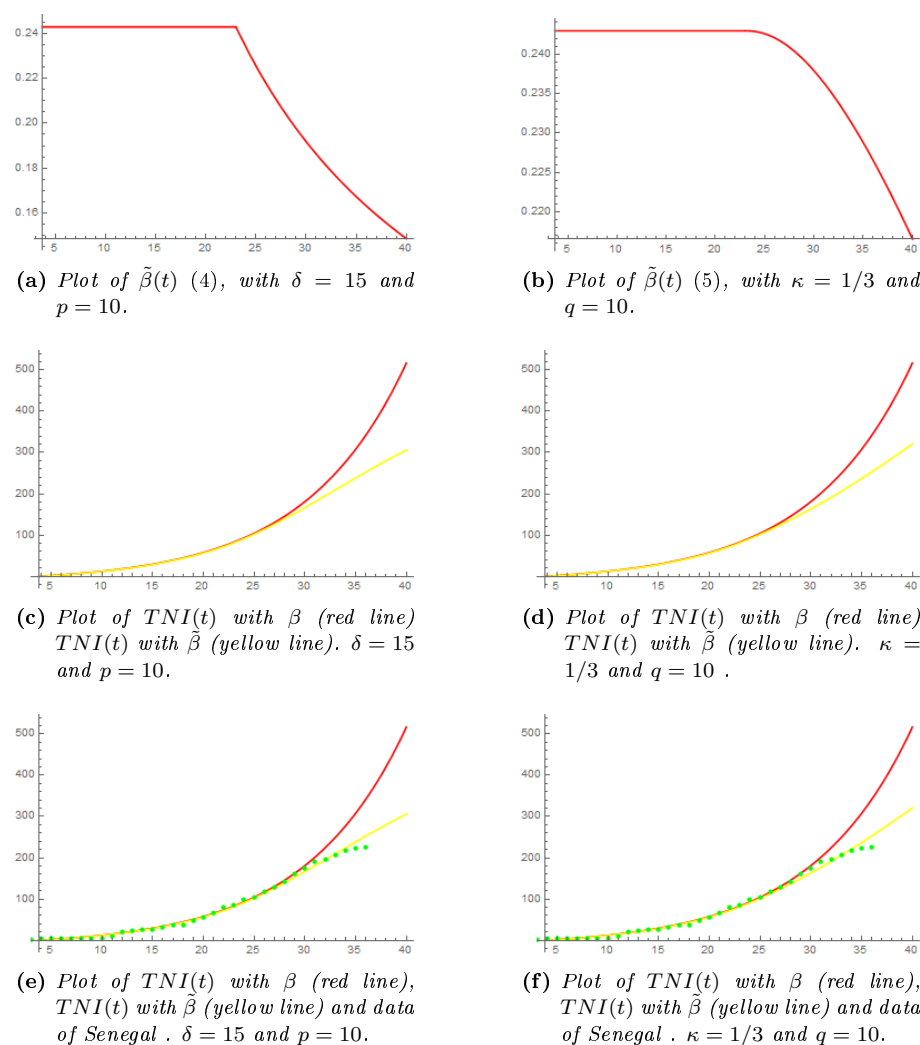 0.24
0.22
0.20
0.18
0.16
5 10 15 20 25 30 35 40
(a) Plot of β̃(t) (4), with δ = 15 and
p = 10.
0.240
0.235
0.230
0.225
0.220
5 10 15 20 25 30 35 40
(b) Plot of β̃(t) (5), with κ = 1/3 and
q = 10.
500
400
300
200
100
5 10 15 20 25 30 35 40
(c) Plot of TNI(t) with β (red line)
TNI(t) with β̃ (yellow line). δ = 15
and p = 10.
500
400
300
200
100
5 10 15 20 25 30 35 40
(d) Plot of TNI(t) with β (red line)
TNI(t) with β̃ (yellow line). κ =
1/3 and q = 10 .
500
400
300
200
100
5 10 15 20 25 30 35 40
(e) Plot of TNI(t) with β (red line),
TNI(t) with β̃ (yellow line) and data
of Senegal . δ = 15 and p = 10.
500
400
300
200
100
5 10 15 20 25 30 35 40
(f) Plot of TNI(t) with β (red line),
TNI(t) with β̃ (yellow line) and data
of Senegal . κ = 1/3 and q = 10.